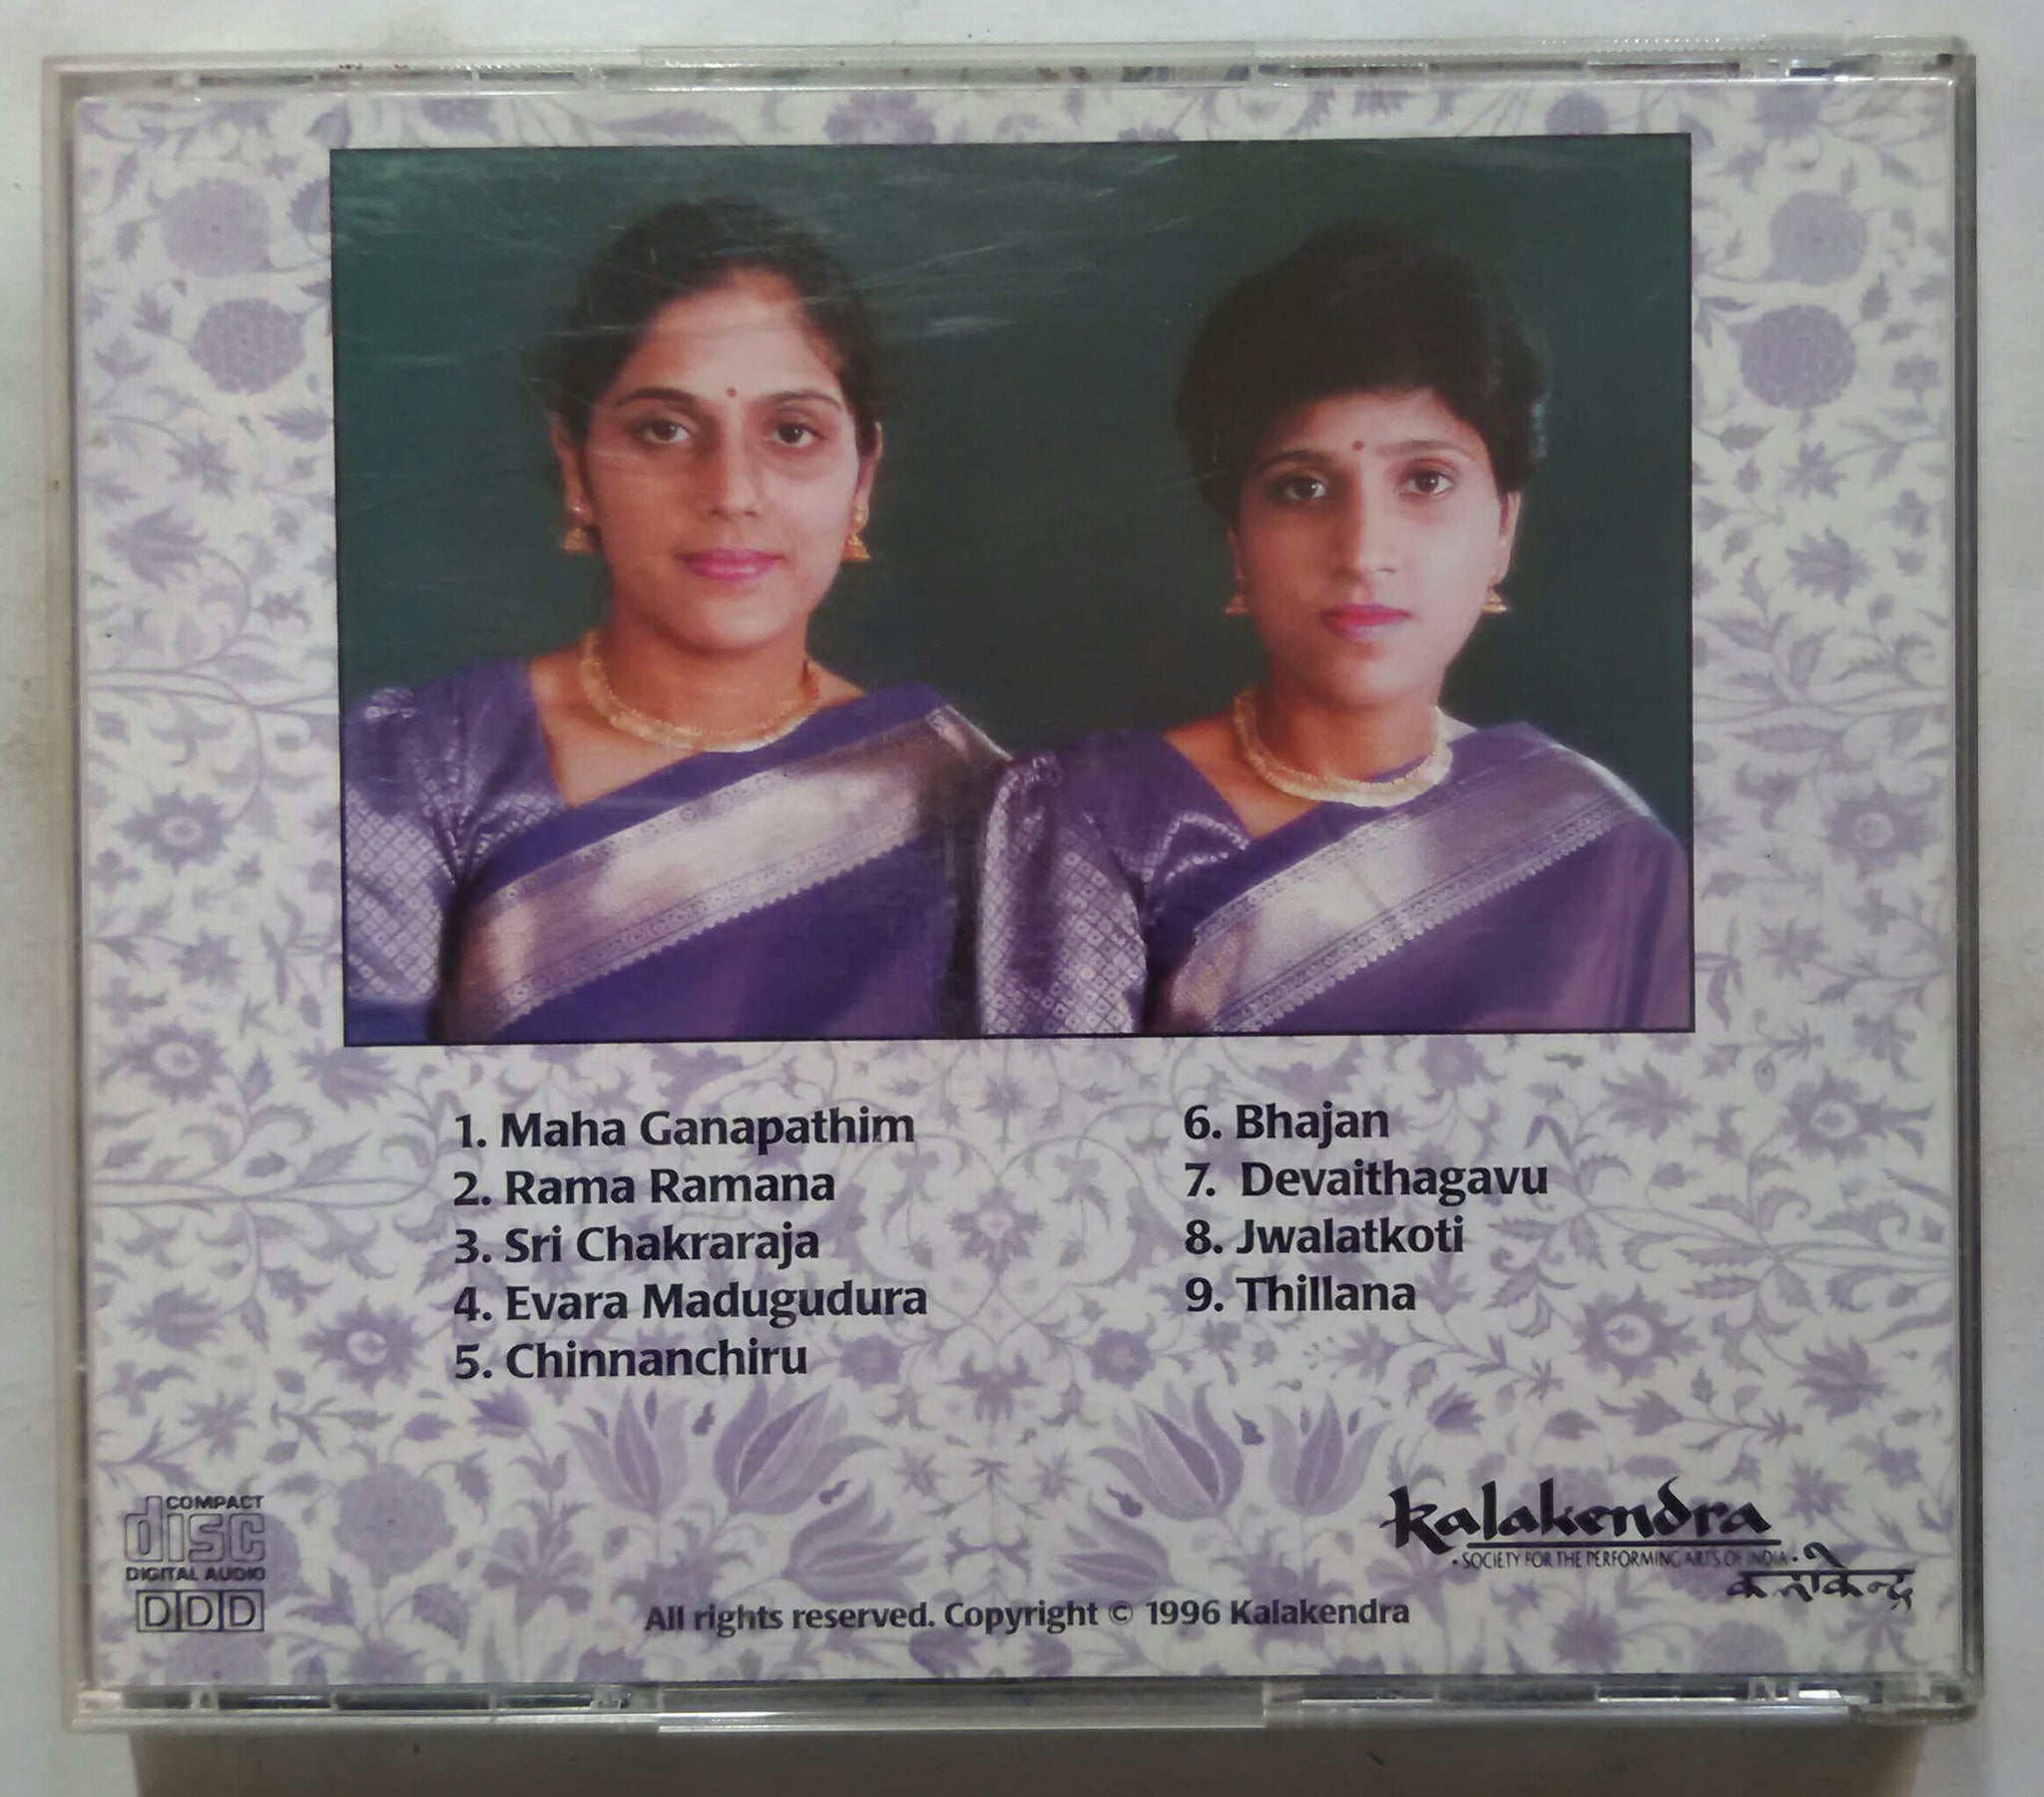 1. Maha Ganapathim
2. Rama Ramana
3. Sri Chakraraja
4. Evara Madugudura
5. Chinnanchiru
6. Bhajan
7. Devaithagavu
8. Jwalatkoti
9. Thillana
COMPACT
disc
DIGITAL AUDIO
DDD
kalakendra
• SOCIETY FOR THE PERFORMING ARTS OF INDIA •
कलाकेन्द्र
All rights reserved. Copyright © 1996 Kalakendra